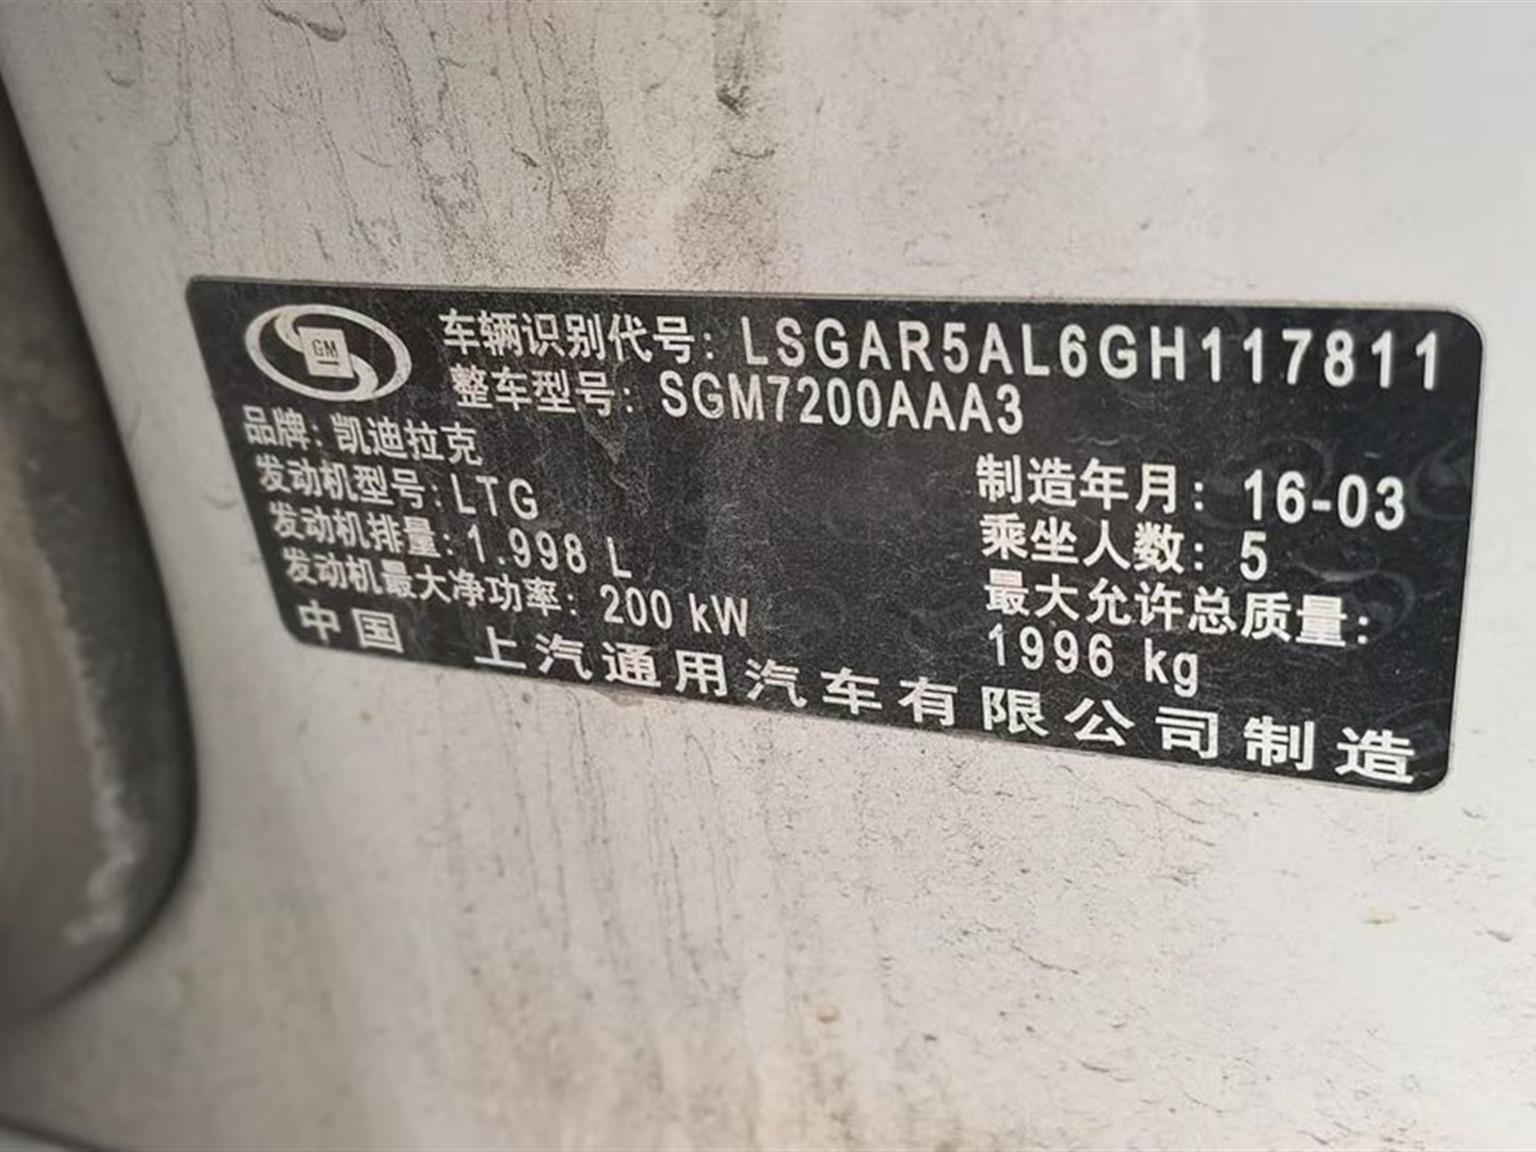 GM
车辆识别代号: LSGAR5AL6GH117811
整车型号: SGM7200AAA3
品牌: 凯迪拉克
发动机型号: LTG
发动机排量: 1.998 L
发动机最大净功率: 200 kW
制造年月: 16-03
乘坐人数: 5
最大允许总质量:
1996 kg
中国 上汽通用汽车有限公司制造